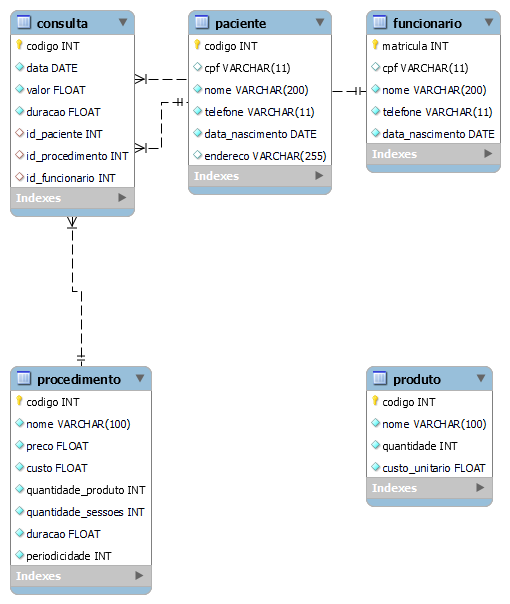 consulta
codigo INT
data DATE
valor FLOAT
duracao FLOAT
id_paciente INT
id_procedimento INT
id_funcionario INT
Indexes
paciente
codigo INT
cpf VARCHAR(11)
nome VARCHAR(200)
telefone VARCHAR(11)
data_nascimento DATE
endereco VARCHAR(255)
Indexes
funcionario
matricula INT
cpf VARCHAR(11)
nome VARCHAR(200)
telefone VARCHAR(11)
data_nascimento DATE
Indexes
procedimento
codigo INT
nome VARCHAR(100)
preco FLOAT
custo FLOAT
quantidade_produto INT
quantidade_sessoes INT
duracao FLOAT
periodicidade INT
Indexes
produto
codigo INT
nome VARCHAR(100)
quantidade INT
custo_unitario FLOAT
Indexes